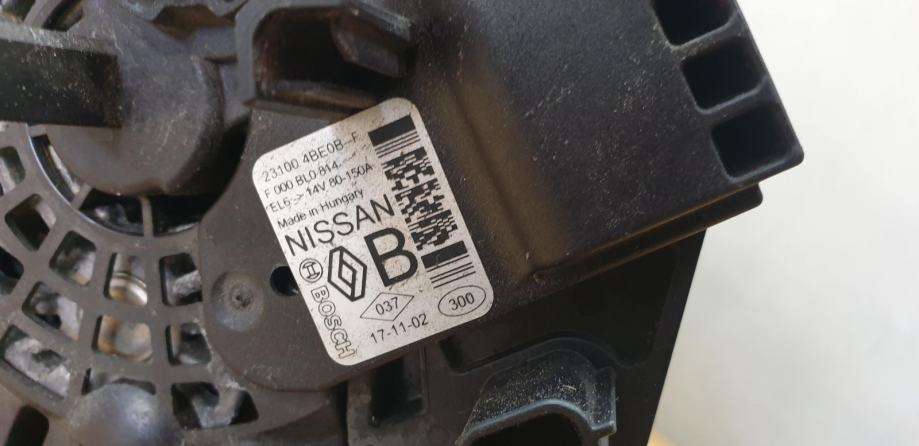 23100 4BE0B-F
F 000 BL0 814
EL6-> 14V 80-150A
Made in Hungary
NISSAN
B
BOSCH
037
300
17-11-02